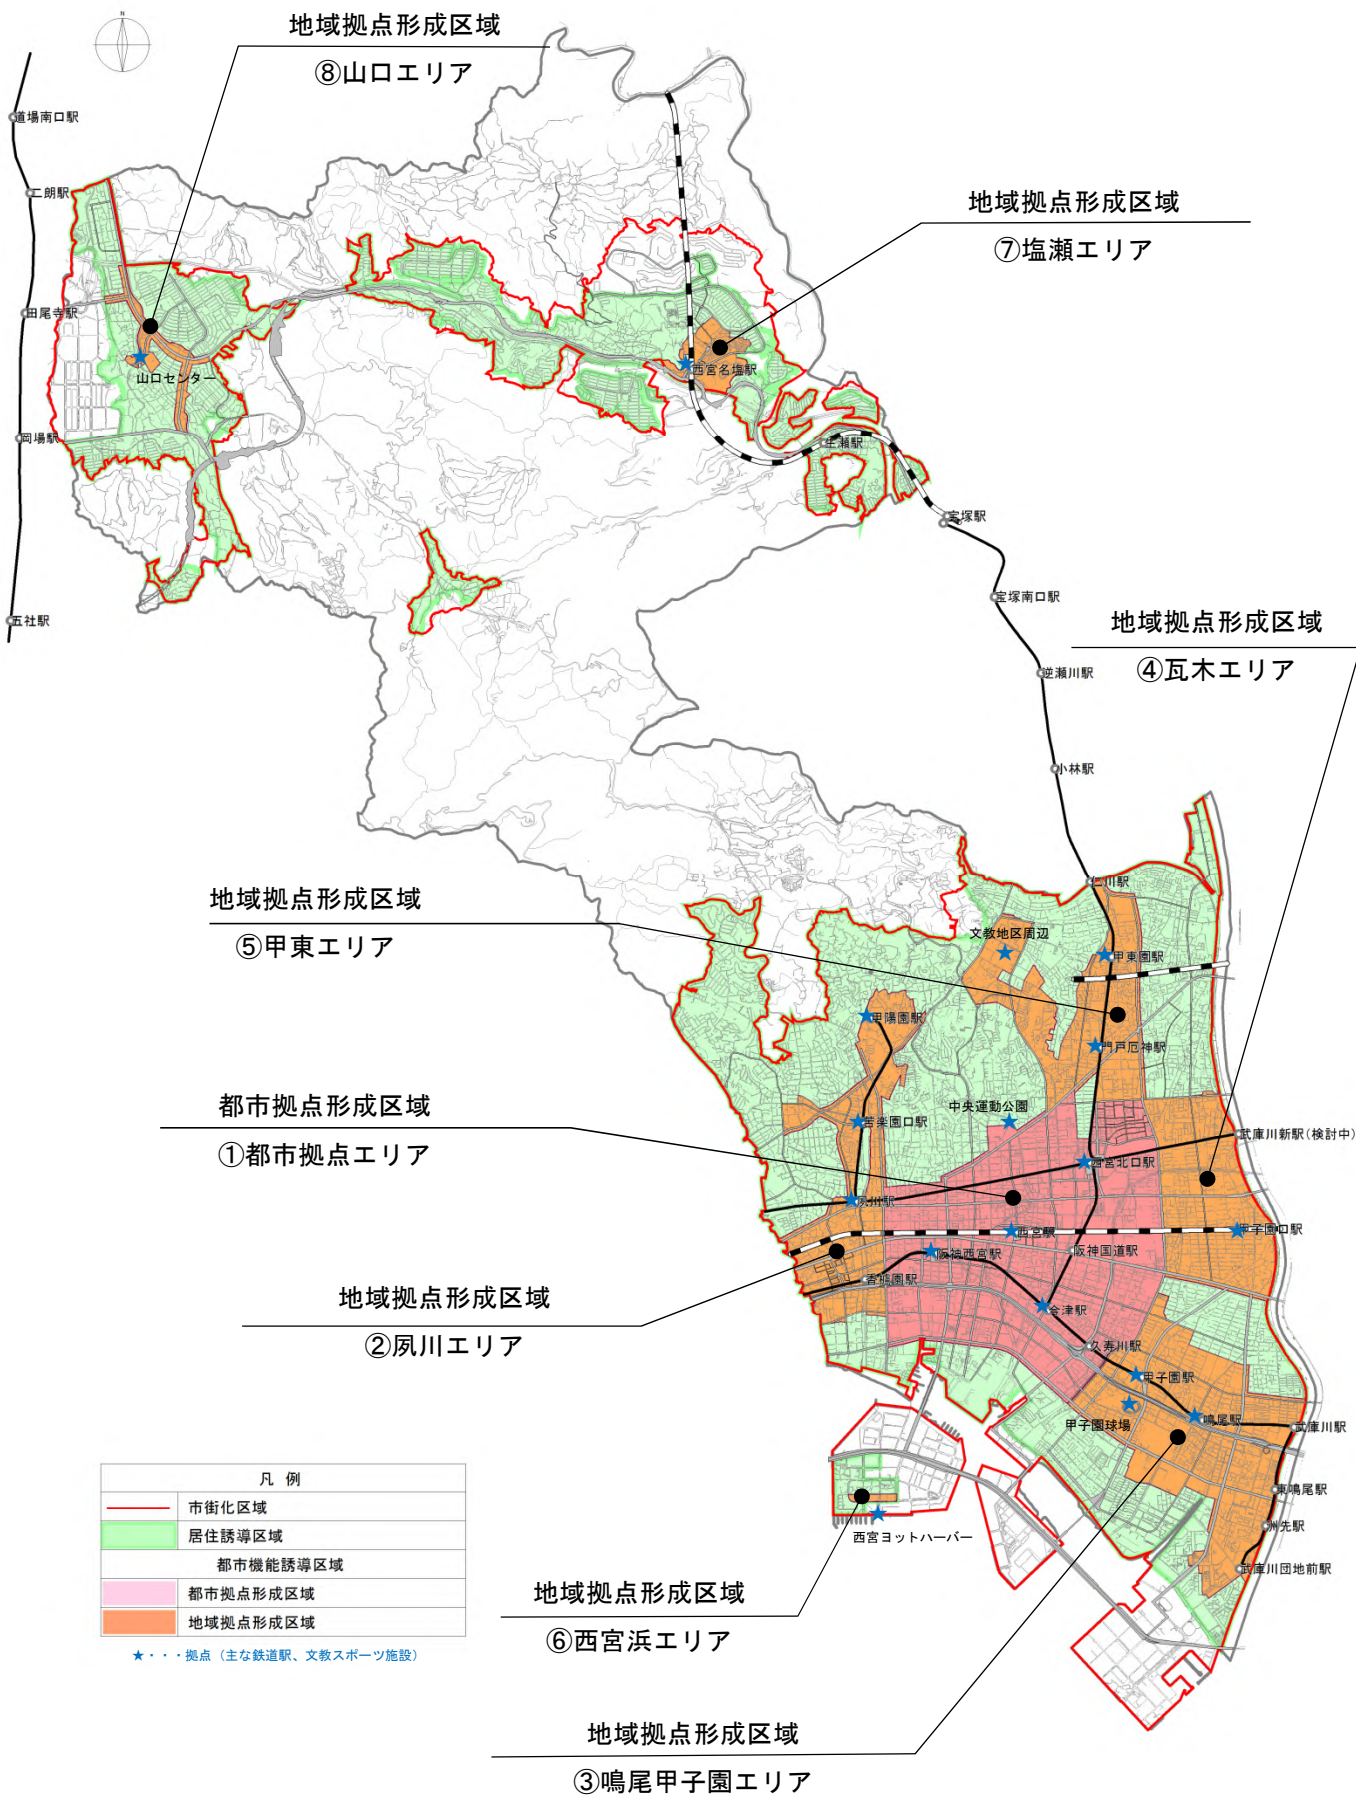 N
地域拠点形成区域
⑧山口エリア
道場南口駅
二郎駅
田尾寺駅
岡場駅
五社駅
山口センター
地域拠点形成区域
⑦塩瀬エリア
西宮名塩駅
生瀬駅
宝塚駅
宝塚南口駅
逆瀬川駅
小林駅
地域拠点形成区域
④瓦木エリア
仁川駅
地域拠点形成区域
⑤甲東エリア
文教地区周辺
甲東園駅
甲陽園駅
門戸厄神駅
都市拠点形成区域
①都市拠点エリア
中央運動公園
苦楽園口駅
武庫川新駅(検討中)
西宮北口駅
夙川駅
西宮駅
甲子園口駅
阪神西宮駅
阪神国道駅
香櫨園駅
今津駅
地域拠点形成区域
②夙川エリア
久寿川駅
甲子園駅
甲子園球場
鳴尾駅
武庫川駅
東鳴尾駅
洲先駅
武庫川団地前駅
西宮ヨットハーバー
凡 例
市街化区域
居住誘導区域
都市機能誘導区域
都市拠点形成区域
地域拠点形成区域
★・・・拠点（主な鉄道駅、文教スポーツ施設）
地域拠点形成区域
⑥西宮浜エリア
地域拠点形成区域
③鳴尾甲子園エリア